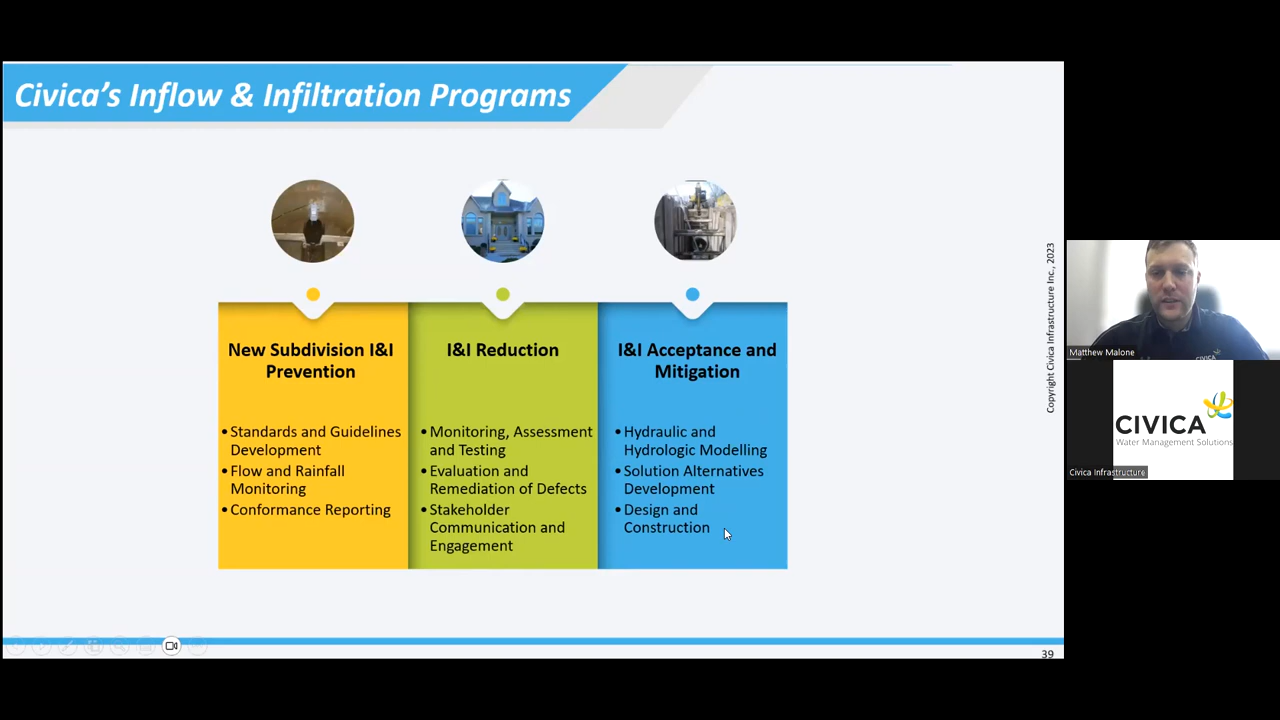 Civica's Inflow & Infiltration Programs
New Subdivision I&I
Prevention
• Standards and Guidelines
Development
• Flow and Rainfall
Monitoring
• Conformance Reporting
I&I Reduction
• Monitoring, Assessment
and Testing
• Evaluation and
Remediation of Defects
• Stakeholder
Communication and
Engagement
I&I Acceptance and
Mitigation
• Hydraulic and
Hydrologic Modelling
• Solution Alternatives
Development
• Design and
Construction
Copyright Civica Infrastructure Inc., 2023
39
Matthew Malone
CIVICA
CIVICA
Water Management Solutions
Civica Infrastructure